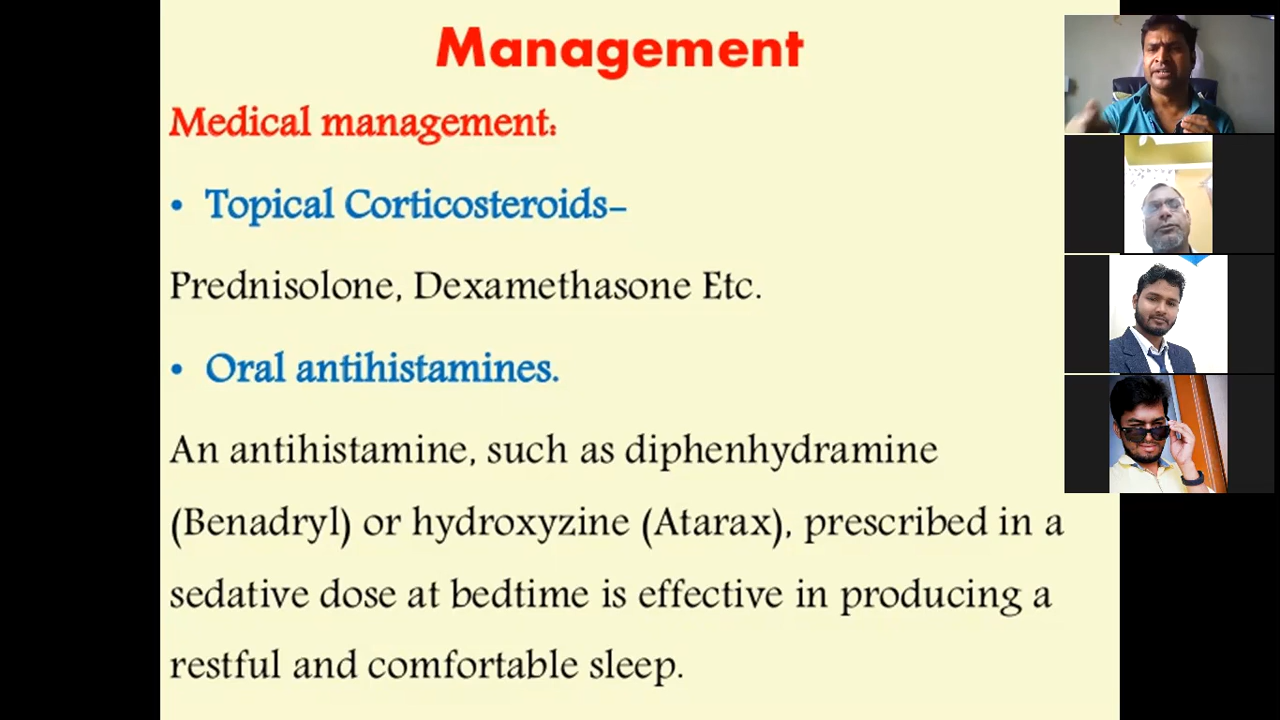 Management
Medical management:
• Topical Corticosteroids-
Prednisolone, Dexamethasone Etc.
• Oral antihistamines.
An antihistamine, such as diphenhydramine
(Benadryl) or hydroxyzine (Atarax), prescribed in a
sedative dose at bedtime is effective in producing a
restful and comfortable sleep.